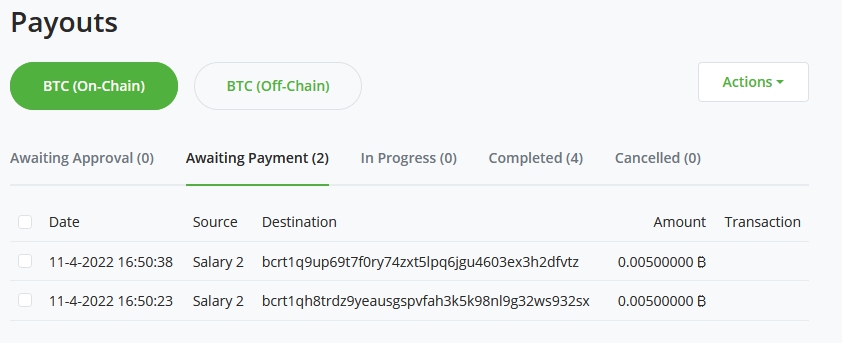 Payouts
BTC (On-Chain) BTC (Off-Chain) Actions
Awaiting Approval (0) Awaiting Payment (2) In Progress (0) Completed (4) Cancelled (0)
Date Source Destination Amount Transaction
11-4-2022 16:50:38 Salary 2 bcrt1q9up69t7f0ry74zxt5lpq6jgu4603ex3h2dfvtz 0.00500000 ₿
11-4-2022 16:50:23 Salary 2 bcrt1qh8trdz9yeausgspvfah3k5k98nl9g32ws932sx 0.00500000 ₿